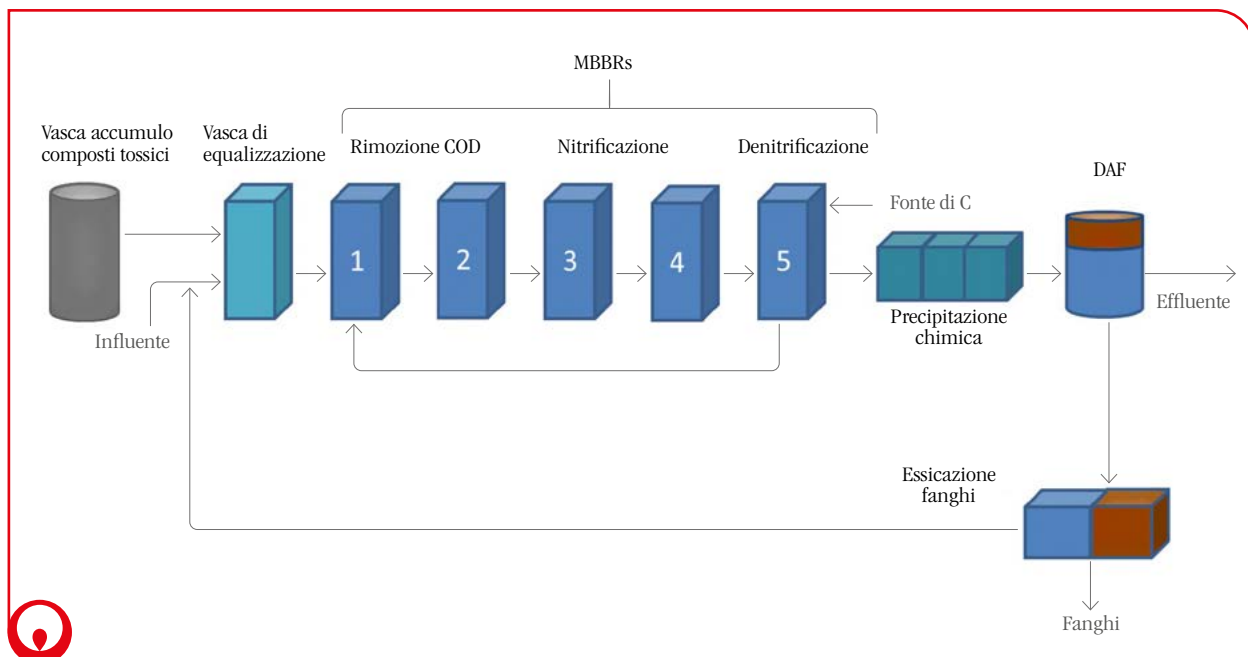 MBBRs
Vasca accumulo
composti tossici
Vasca di
equalizzazione
Rimozione COD
Nitrificazione
Denitrificazione
DAF
Fonte di C
1
2
3
4
5
Influente
Precipitazione
chimica
Effluente
Essicazione
fanghi
Fanghi